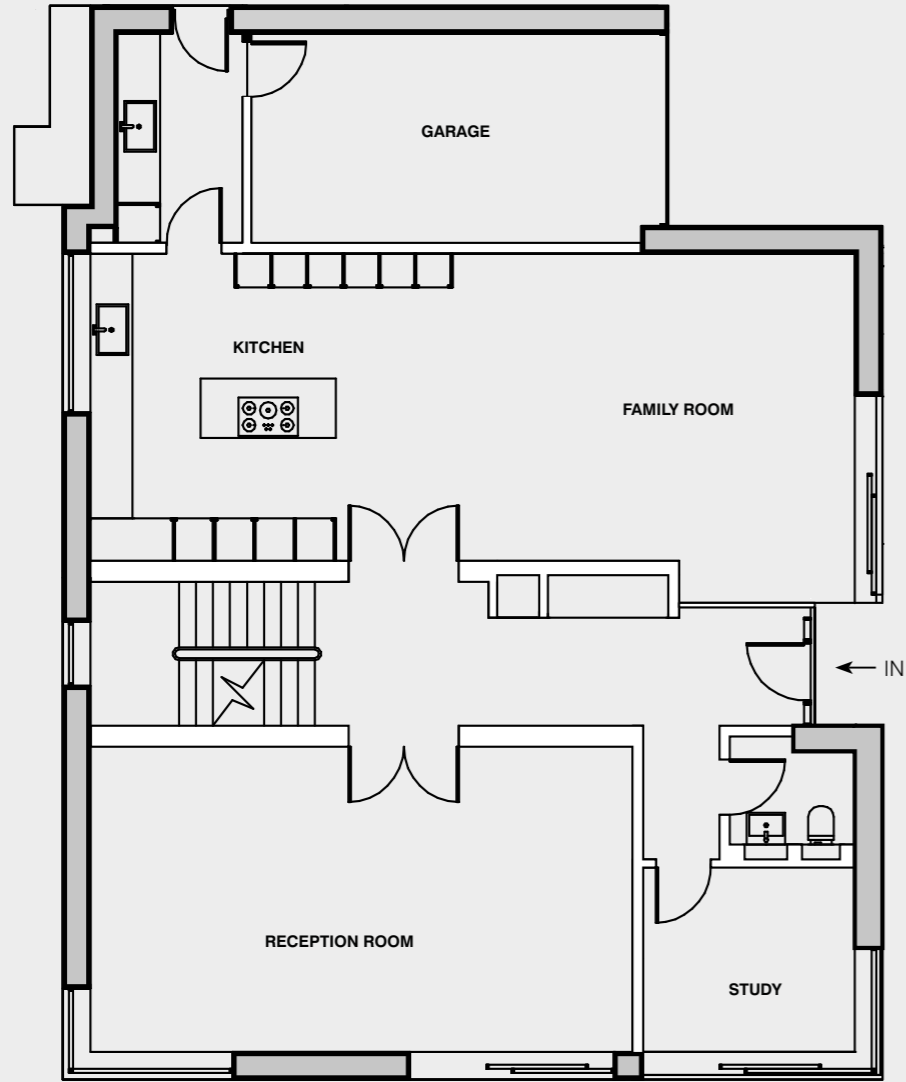 GARAGE
KITCHEN
FAMILY ROOM
IN
RECEPTION ROOM
STUDY